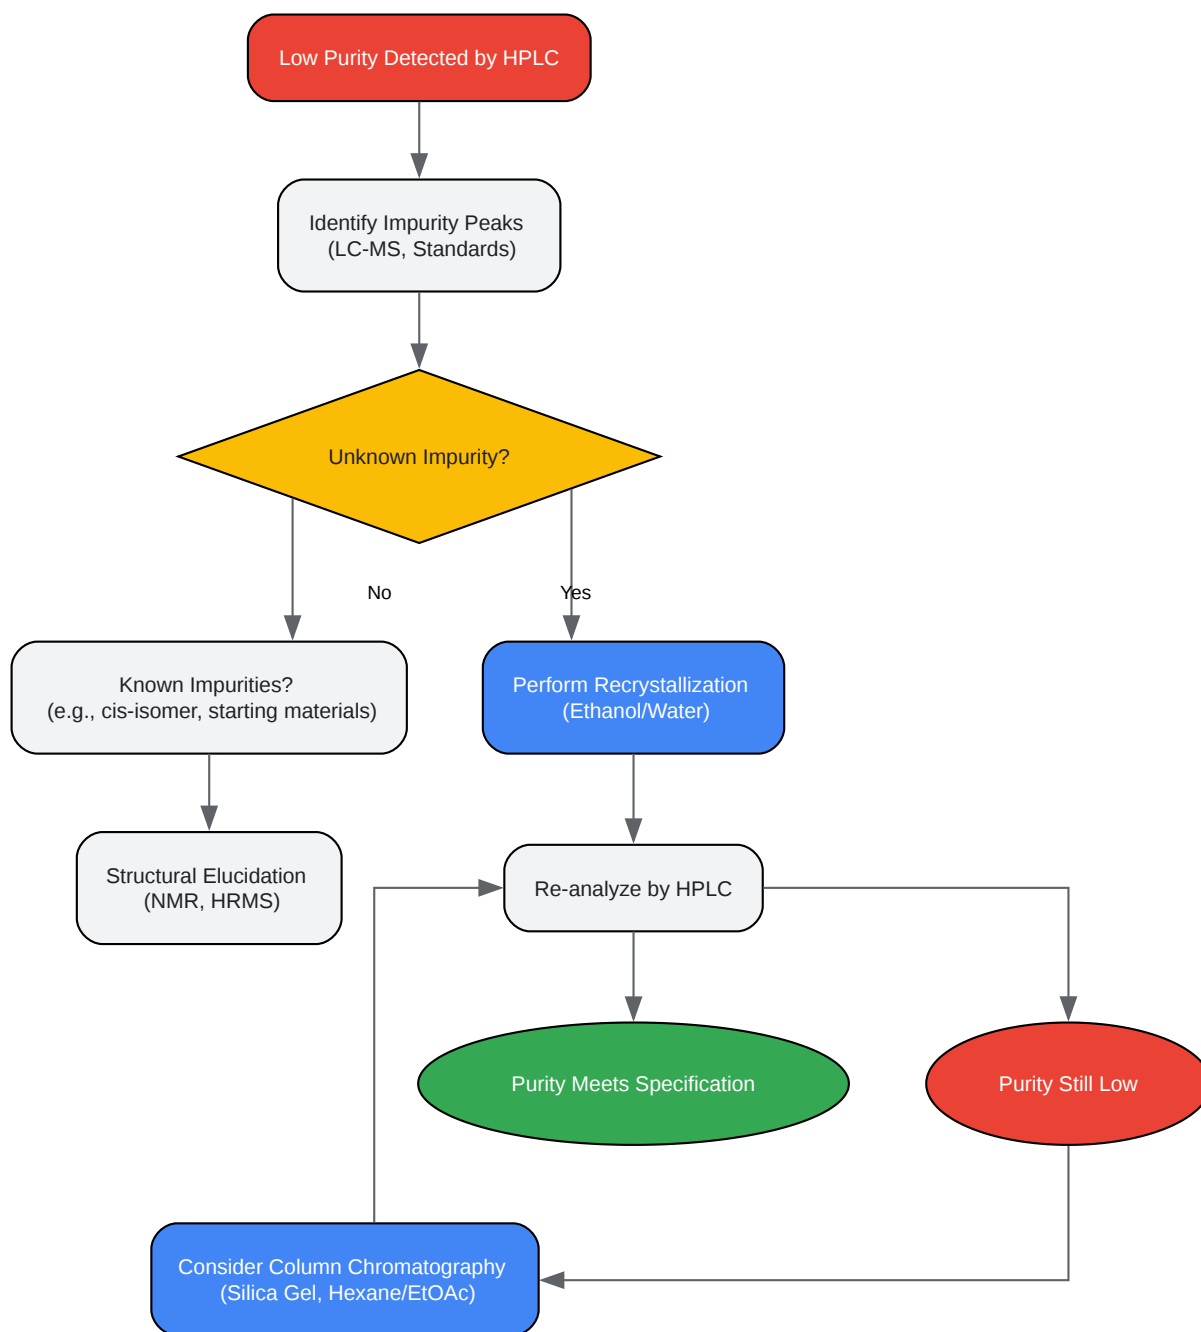 Low Purity Detected by HPLC
Identify Impurity Peaks
(LC-MS, Standards)
Unknown Impurity?
No
Yes
Known Impurities?
(e.g., cis-isomer, starting materials)
Perform Recrystallization
(Ethanol/Water)
Structural Elucidation
(NMR, HRMS)
Re-analyze by HPLC
Purity Meets Specification
Purity Still Low
Consider Column Chromatography
(Silica Gel, Hexane/EtOAc)